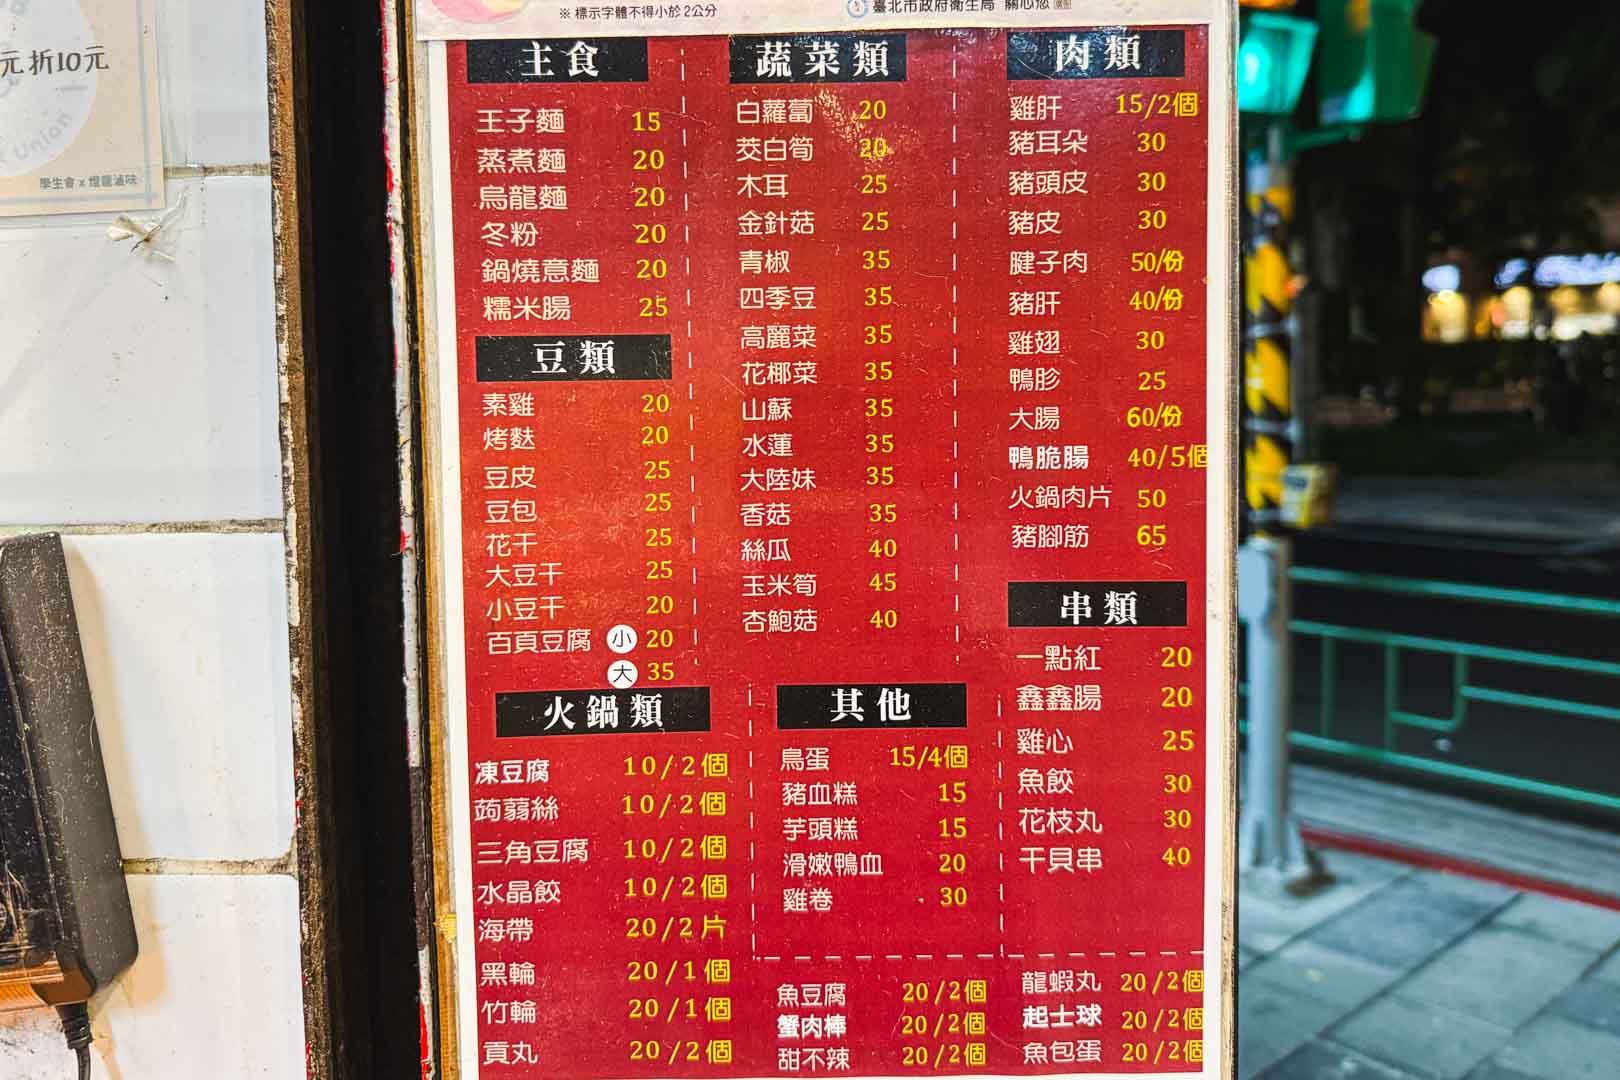 ※ 標示字體不得小於2公分
臺北市政府衛生局 關心您
元折10元
學生會 x 燈籠滷味
主食
王子麵 15
蒸煮麵 20
烏龍麵 20
冬粉 20
鍋燒意麵 20
糯米腸 25
豆類
素雞 20
烤麩 20
豆皮 25
豆包 25
花干 25
大豆干 25
小豆干 20
百頁豆腐 小 20
大 35
火鍋類
凍豆腐 10/2個
蒟蒻絲 10/2個
三角豆腐 10/2個
水晶餃 10/2個
海帶 20/2片
黑輪 20/1個
竹輪 20/1個
貢丸 20/2個
蔬菜類
白蘿蔔 20
茭白筍 20
木耳 25
金針菇 25
青椒 35
四季豆 35
高麗菜 35
花椰菜 35
山蘇 35
水蓮 35
大陸妹 35
香菇 35
絲瓜 40
玉米筍 45
杏鮑菇 40
其他
鳥蛋 15/4個
豬血糕 15
芋頭糕 15
滑嫩鴨血 20
雞卷 30
魚豆腐 20/2個
蟹肉棒 20/2個
甜不辣 20/2個
肉類
雞肝 15/2個
豬耳朵 30
豬頭皮 30
豬皮 30
腱子肉 50/份
豬肝 40/份
雞翅 30
鴨胗 25
大腸 60/份
鴨脆腸 40/5個
火鍋肉片 50
豬腳筋 65
串類
一點紅 20
鑫鑫腸 20
雞心 25
魚餃 30
花枝丸 30
干貝串 40
龍蝦丸 20/2個
起士球 20/2個
魚包蛋 20/2個